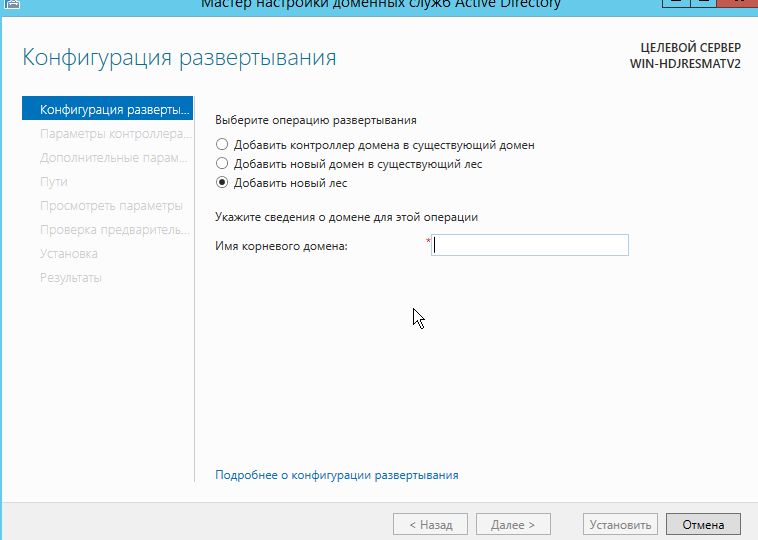 Мастер настройки доменных служб Active Directory
Конфигурация развертывания
ЦЕЛЕВОЙ СЕРВЕР
WIN-HDJRESMATV2
Конфигурация разверты...
Параметры контроллера...
Дополнительные парам...
Пути
Просмотреть параметры
Проверка предваритель...
Установка
Результаты
Выберите операцию развертывания
Добавить контроллер домена в существующий домен
Добавить новый домен в существующий лес
Добавить новый лес
Укажите сведения о домене для этой операции
Имя корневого домена: *
Подробнее о конфигурации развертывания
< Назад Далее > Установить Отмена